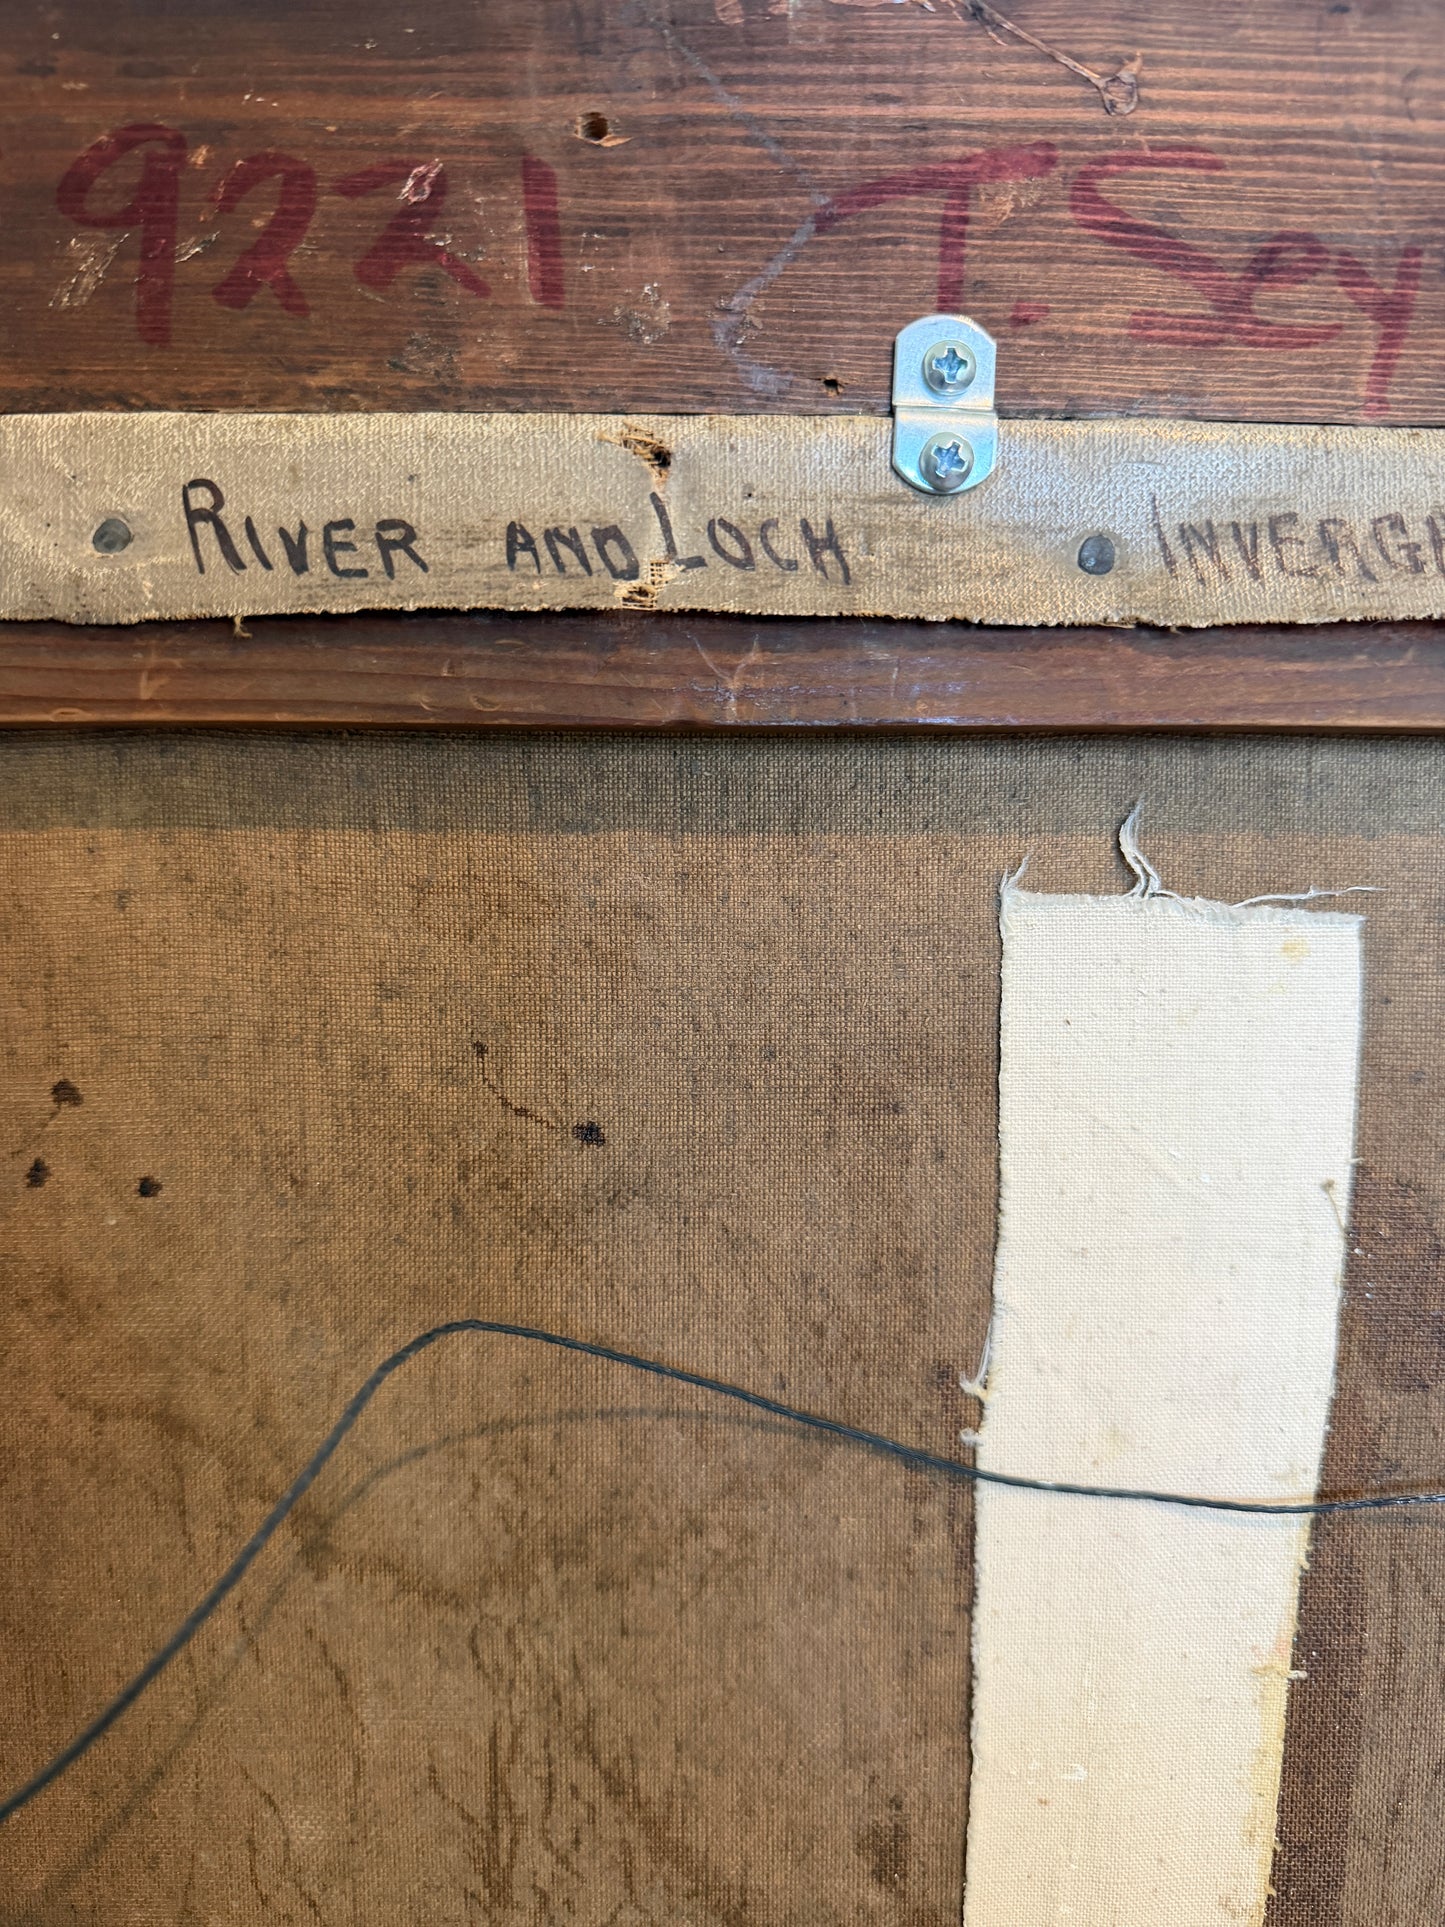 9221 T. Sey
RIVER AND LOCH INVERG